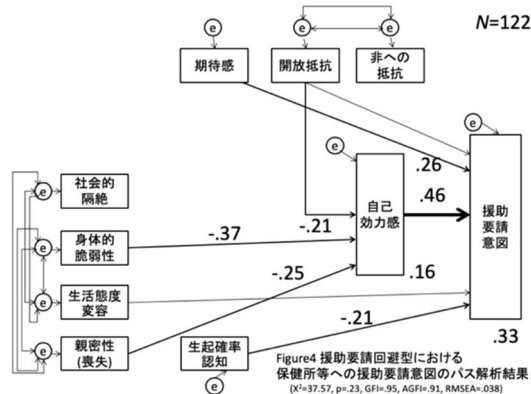 N=122
e
e
e
期待感
開放抵抗
非への
抵抗
e
e
.26
.46
自己
効力感
援助
要請
意図
e
社会的
隔絶
e
身体的
脆弱性
-.37
-.21
-.25
.16
e
生活態度
変容
-.21
e
親密性
(喪失)
生起確率
認知
e
.33
Figure4 援助要請回避型における
保健所等への援助要請意図のパス解析結果
(X²=37.57, p=.23, GFI=.95, AGFI=.91, RMSEA=.038)